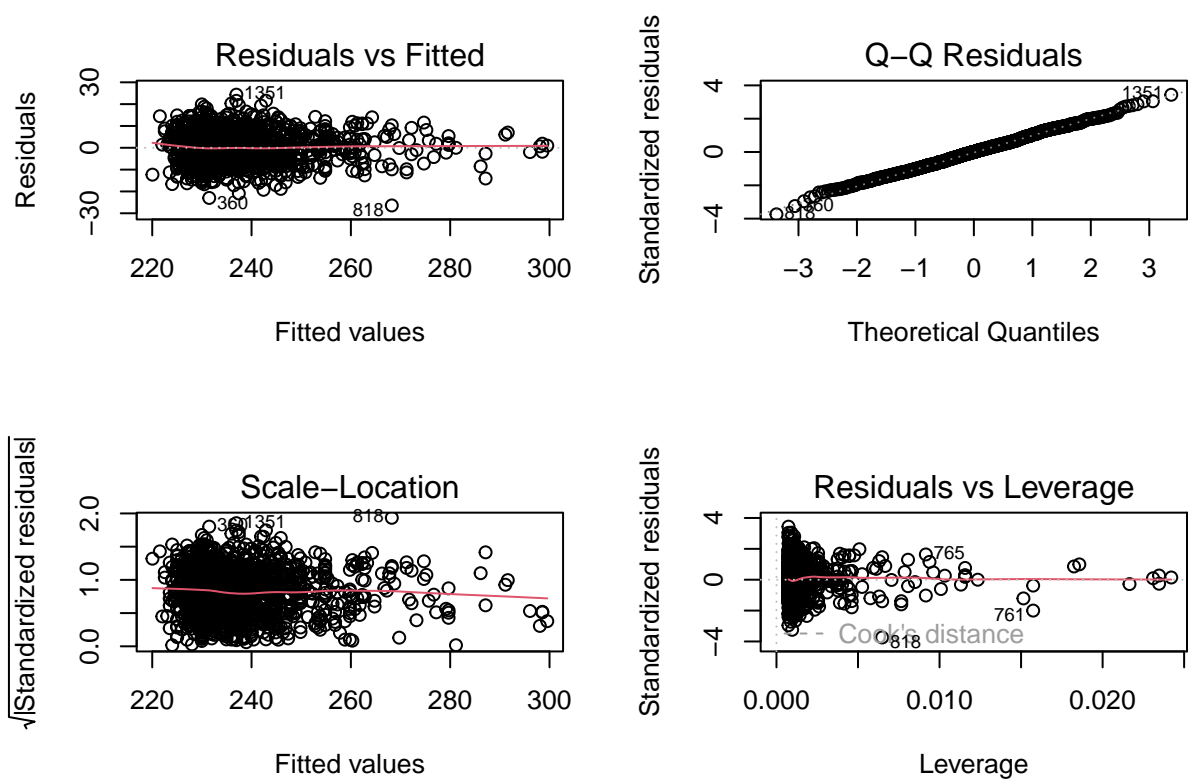 Residuals vs Fitted
Residuals
30
0
−30
1351
360
818
220 240 260 280 300
Fitted values
Q−Q Residuals
Standardized residuals
4
0
−4
1351
360
818
−3 −2 −1 0 1 2 3
Theoretical Quantiles
Scale−Location
√|Standardized residuals|
2.0
1.0
0.0
360
1351
818
220 240 260 280 300
Fitted values
Residuals vs Leverage
Standardized residuals
4
0
−4
765
761
818
Cook's distance
0.000 0.010 0.020
Leverage